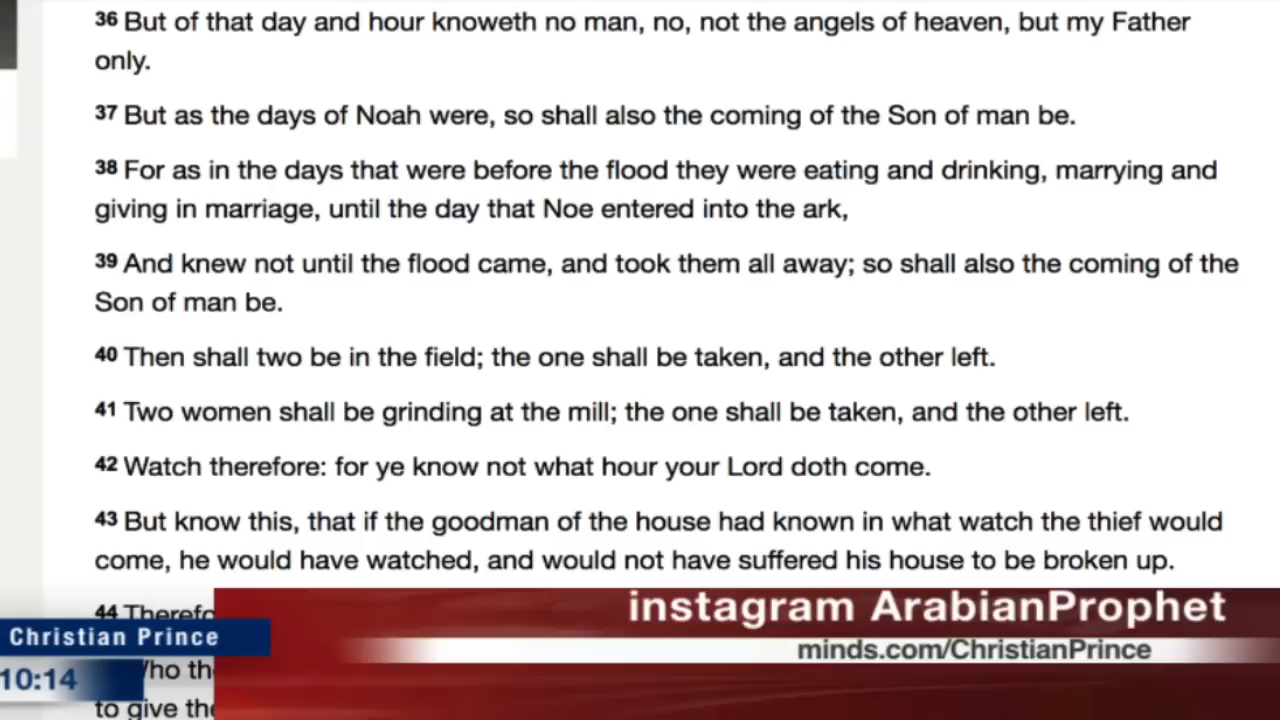 36 But of that day and hour knoweth no man, no, not the angels of heaven, but my Father
only.
37 But as the days of Noah were, so shall also the coming of the Son of man be.
38 For as in the days that were before the flood they were eating and drinking, marrying and
giving in marriage, until the day that Noe entered into the ark,
39 And knew not until the flood came, and took them all away; so shall also the coming of the
Son of man be.
40 Then shall two be in the field; the one shall be taken, and the other left.
41 Two women shall be grinding at the mill; the one shall be taken, and the other left.
42 Watch therefore: for ye know not what hour your Lord doth come.
43 But know this, that if the goodman of the house had known in what watch the thief would
come, he would have watched, and would not have suffered his house to be broken up.
44
instagram ArabianProphet
Christian Prince
minds.com/ChristianPrince
10:14
to give